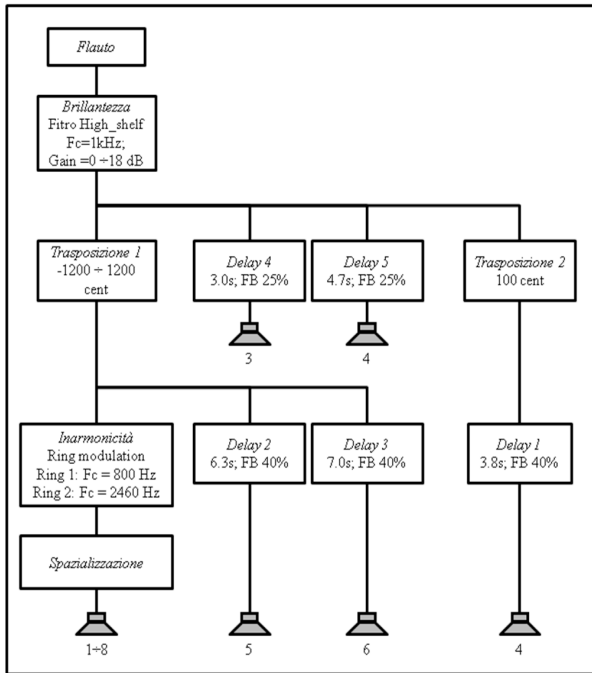 Flauto
Brillantezza
Fitro High_shelf
Fc=1kHz;
Gain =0 ÷18 dB
Trasposizione 1
-1200 ÷ 1200
cent
Delay 4
3.0s; FB 25%
Delay 5
4.7s; FB 25%
Trasposizione 2
100 cent
3
4
Inarmonicità
Ring modulation
Ring 1: Fc = 800 Hz
Ring 2: Fc = 2460 Hz
Delay 2
6.3s; FB 40%
Delay 3
7.0s; FB 40%
Delay 1
3.8s; FB 40%
Spazializzazione
1÷8
5
6
4